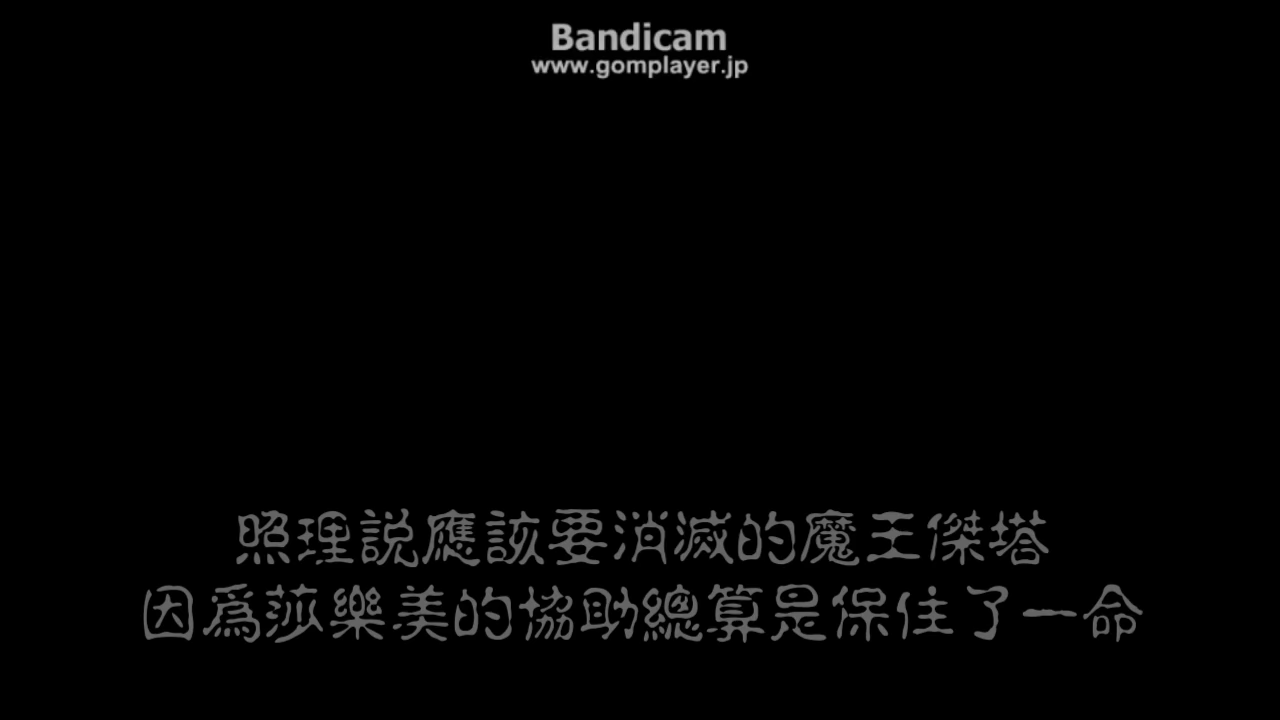 Bandicam
www.gomplayer.jp
照理說應該要消滅的魔王傑塔
因為莎樂美的協助總算是保住了一命